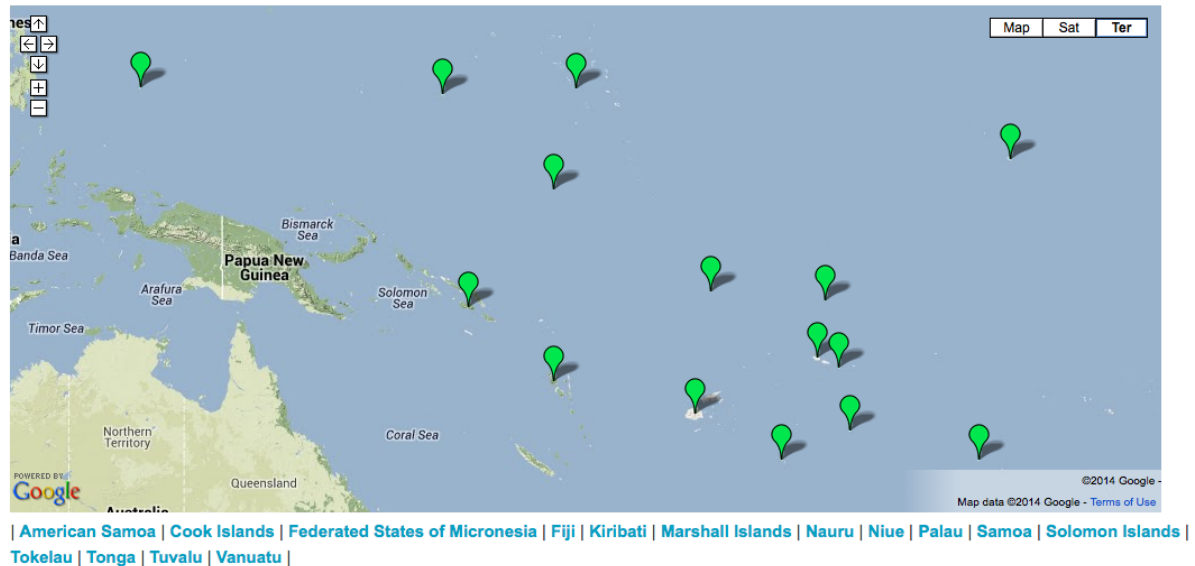 nes
Map Sat Ter
Bismarck
Sea
a
Banda Sea
Papua New
Guinea
Arafura
Sea
Solomon
Sea
Timor Sea
Northern
Territory
Coral Sea
POWERED BY
Google
Queensland
©2014 Google -
Map data ©2014 Google - Terms of Use
Australia
| American Samoa | Cook Islands | Federated States of Micronesia | Fiji | Kiribati | Marshall Islands | Nauru | Niue | Palau | Samoa | Solomon Islands |
Tokelau | Tonga | Tuvalu | Vanuatu |